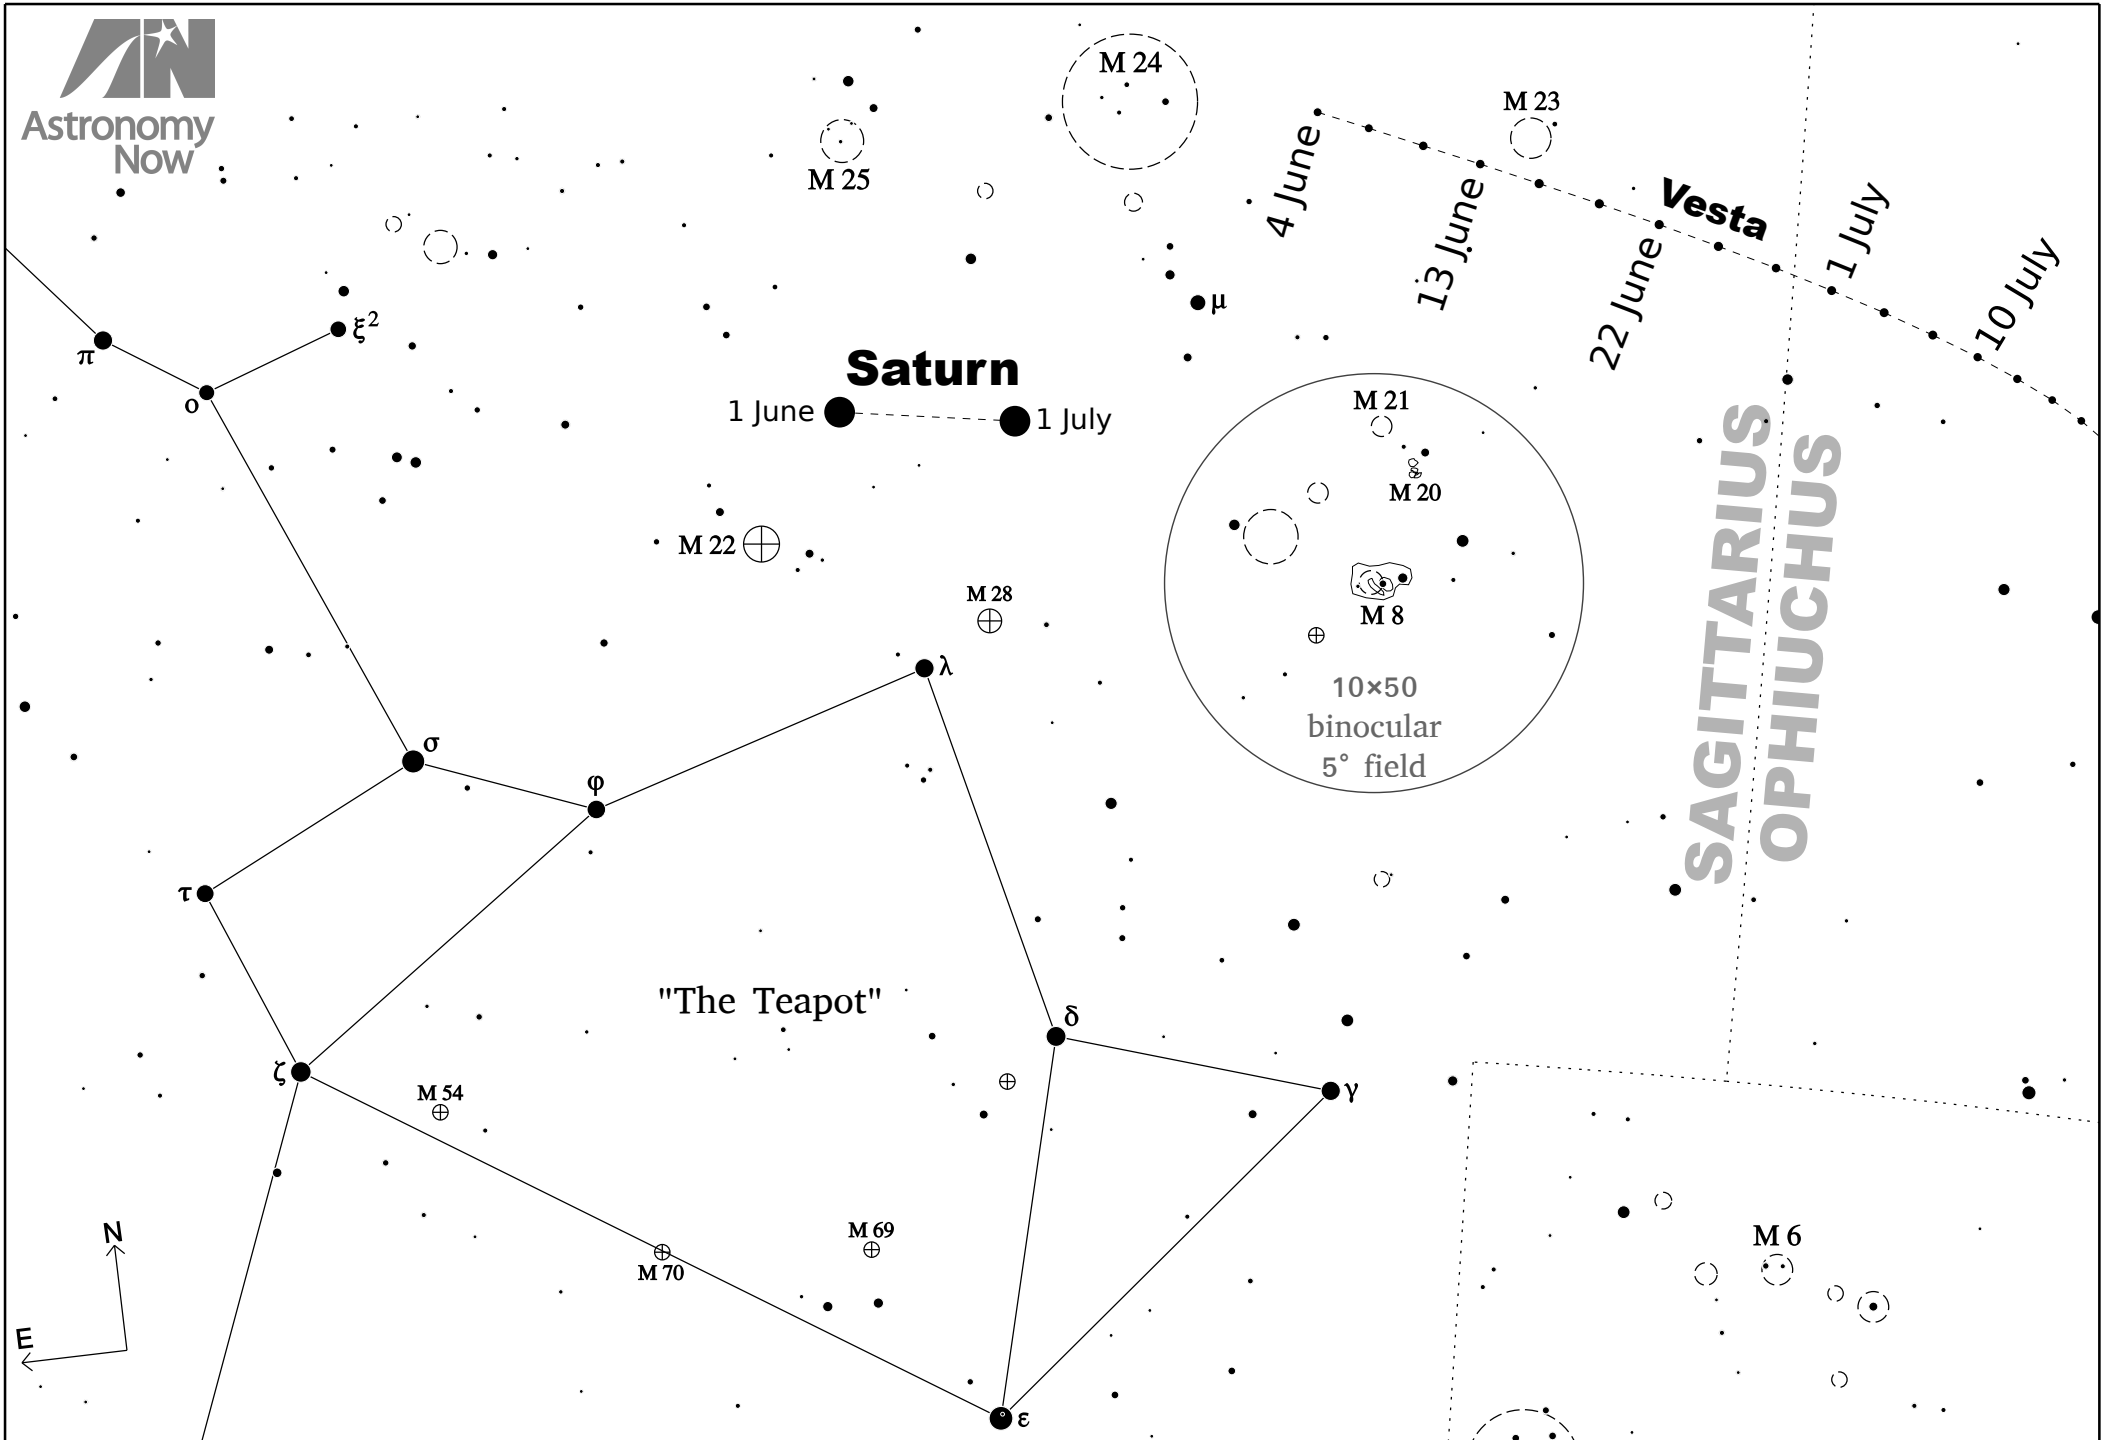 Astronomy
Now
M 24
M 23
M 25
4 June
13 June
22 June
Vesta
1 July
10 July
μ
π
ξ²
ο
Saturn
1 June
1 July
M 21
M 20
M 22
M 28
M 8
10×50
binocular
5° field
SAGITTARIUS
OPHIUCHUS
λ
σ
φ
τ
"The Teapot"
δ
ζ
γ
M 54
M 69
M 70
M 6
N
E
ε